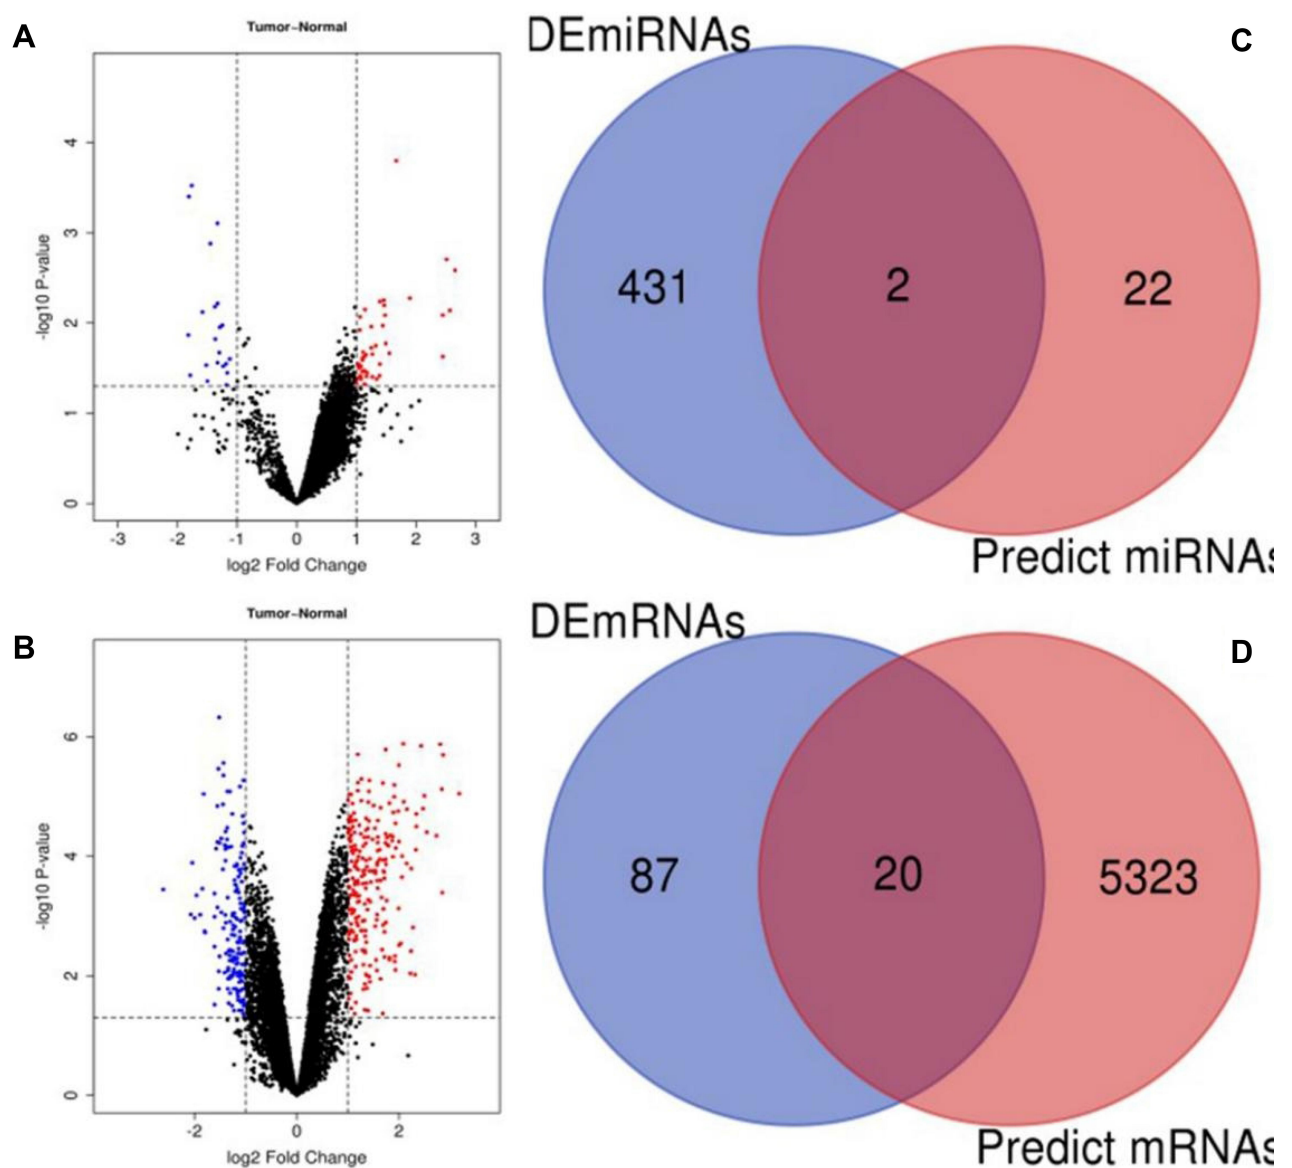 A
Tumor-Normal
-log10 P-value
4
3
2
1
0
-3 -2 -1 0 1 2 3
log2 Fold Change
DEmiRNAs
C
431
2
22
Predict miRNAs
B
Tumor-Normal
-log10 P-value
6
4
2
0
-2 0 2
log2 Fold Change
DEmRNAs
D
87
20
5323
Predict mRNAs